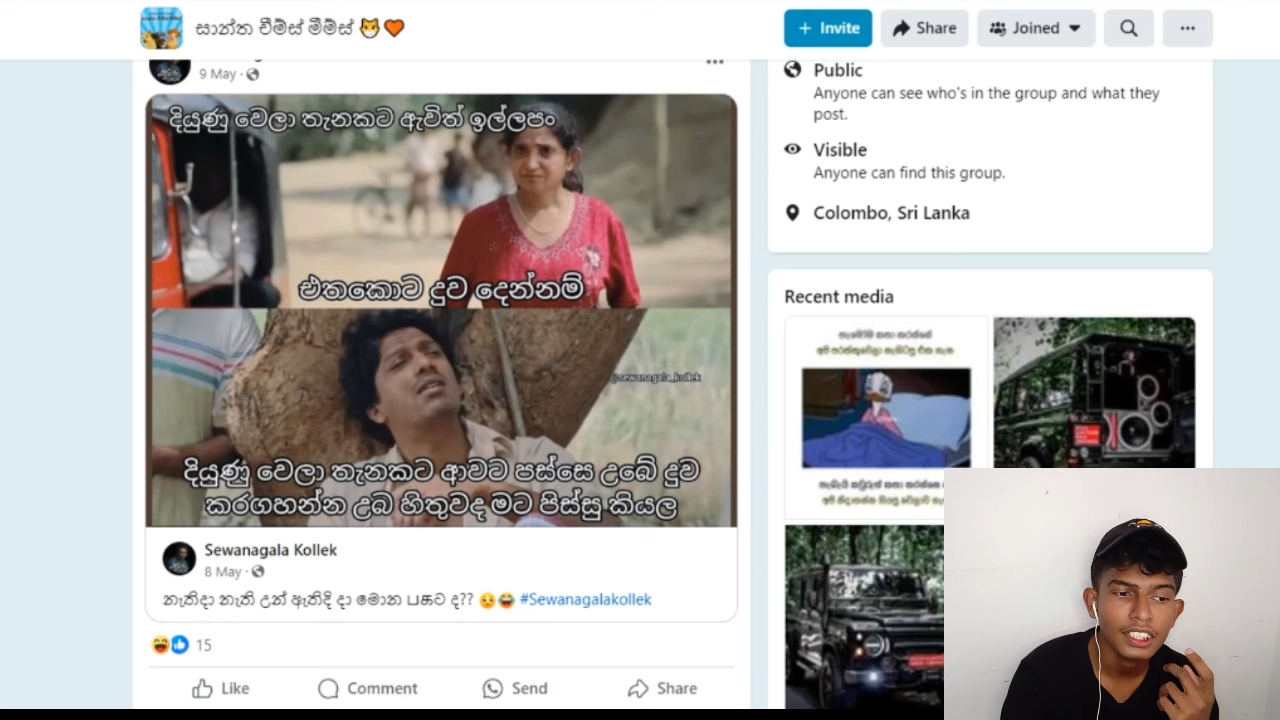 සාන්ත චීම්ස් මීම්ස් 🐱🧡
Invite
Share
Joined
9 May
දියුණු වෙලා තැනකට ඇවිත් ඉල්ලපං
එතකොට දුව දෙන්නම්
@sewanagala_kollek
දියුණු වෙලා තැනකට ආවට පස්සෙ උබේ දුව
කරගහන්න උබ හිතුවද මට පිස්සු කියල
Sewanagala Kollek
8 May
නැතිදා නැති උන් ඇතිදි දා මොන පකට ද?? 😥😂 #Sewanagalakollek
15
Like
Comment
Send
Share
Public
Anyone can see who's in the group and what they
post.
Visible
Anyone can find this group.
Colombo, Sri Lanka
Recent media